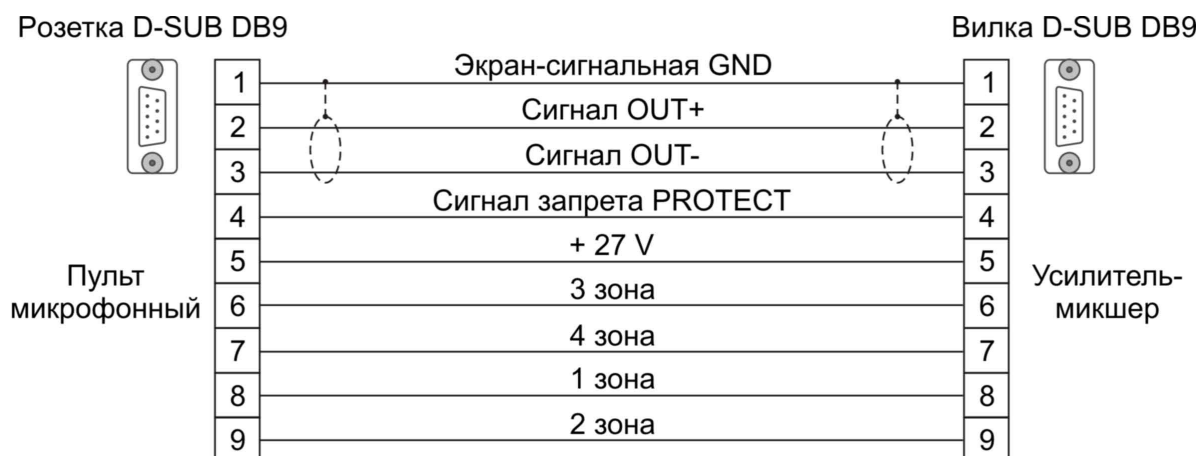 Розетка D-SUB DB9
Вилка D-SUB DB9
1 Экран-сигнальная GND 1
2 Сигнал OUT+ 2
3 Сигнал OUT- 3
4 Сигнал запрета PROTECT 4
5 + 27 V 5
6 3 зона 6
7 4 зона 7
8 1 зона 8
9 2 зона 9
Пульт
микрофонный
Усилитель-
микшер